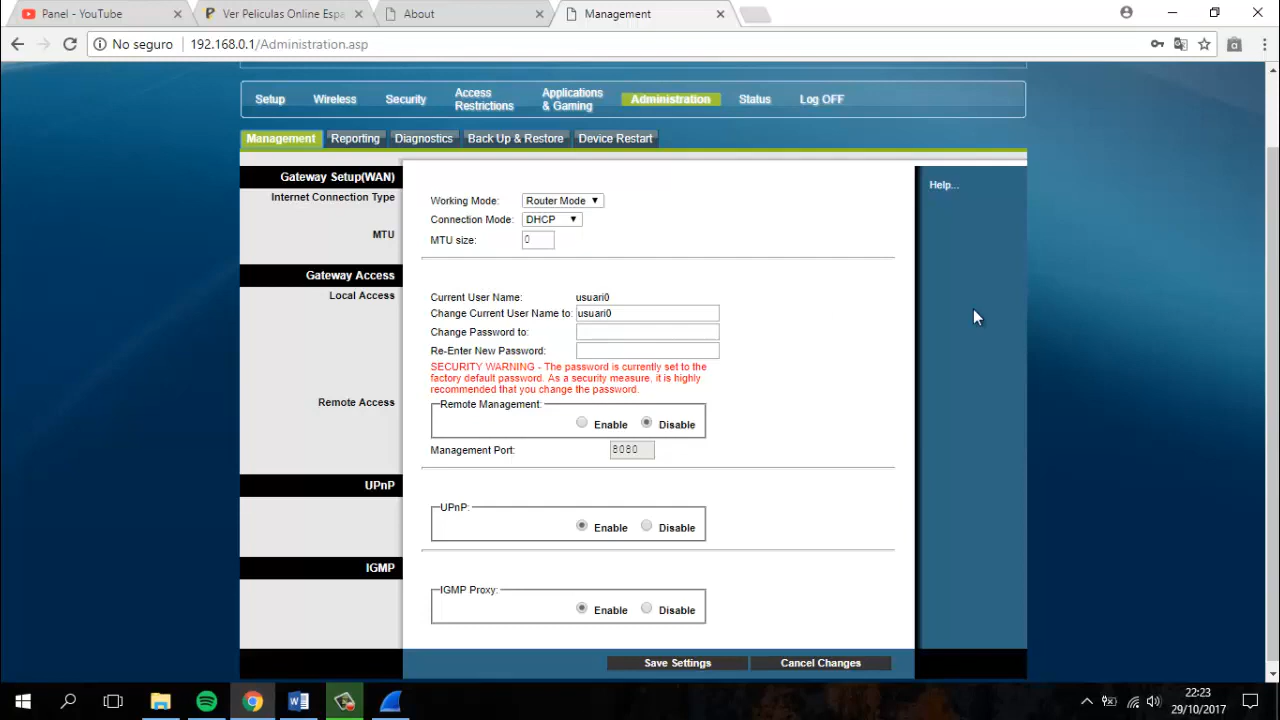 Panel - YouTube
Ver Peliculas Online Espa
About
Management
No seguro
192.168.0.1/Administration.asp
Setup
Wireless
Security
Access
Restrictions
Applications
& Gaming
Administration
Status
Log OFF
Management
Reporting
Diagnostics
Back Up & Restore
Device Restart
Gateway Setup(WAN)
Internet Connection Type
Working Mode: Router Mode
Connection Mode: DHCP
MTU
MTU size: 0
Help...
Gateway Access
Local Access
Current User Name: usuari0
Change Current User Name to: usuari0
Change Password to:
Re-Enter New Password:
SECURITY WARNING - The password is currently set to the
factory default password. As a security measure, it is highly
recommended that you change the password.
Remote Access
Remote Management:
Enable Disable
Management Port: 8080
UPnP
UPnP:
Enable Disable
IGMP
IGMP Proxy:
Enable Disable
Save Settings
Cancel Changes
22:23
29/10/2017